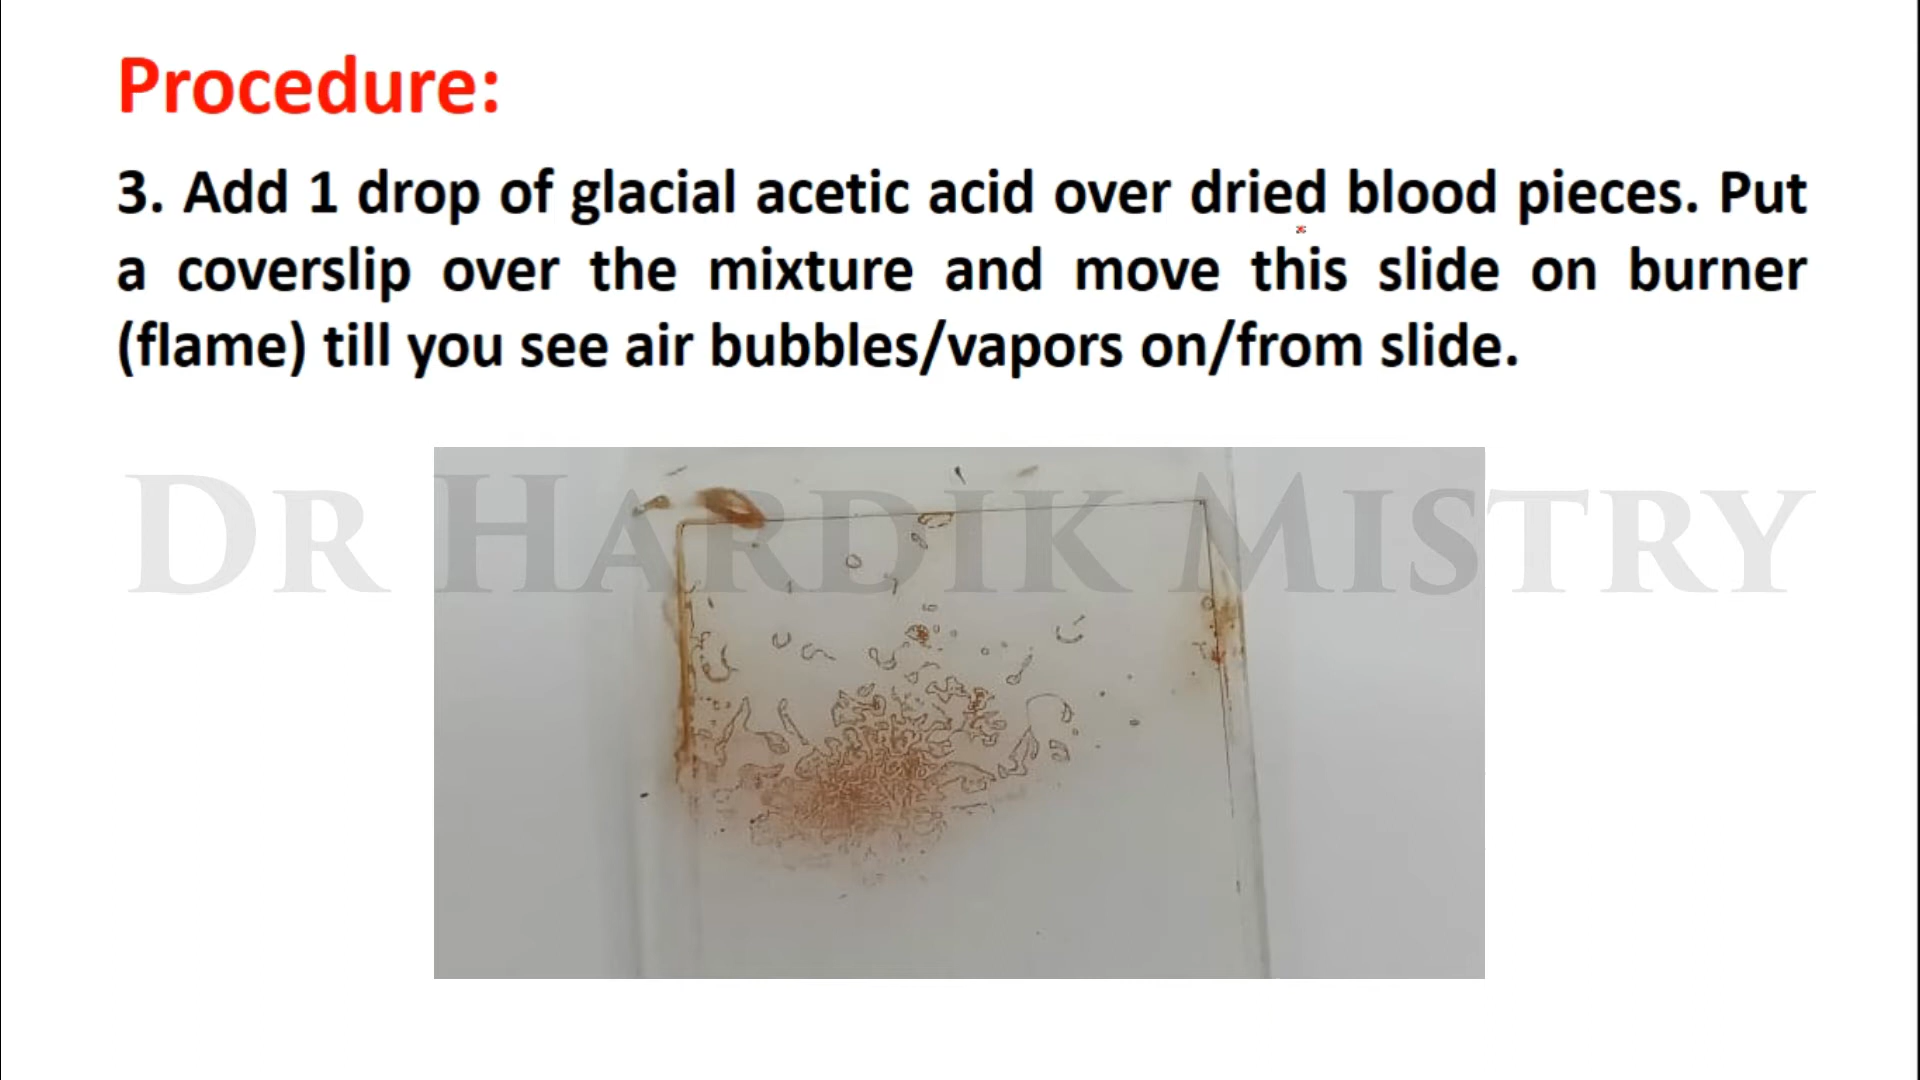 Procedure:
3. Add 1 drop of glacial acetic acid over dried blood pieces. Put
a coverslip over the mixture and move this slide on burner
(flame) till you see air bubbles/vapors on/from slide.
DR HARDIK MISTRY